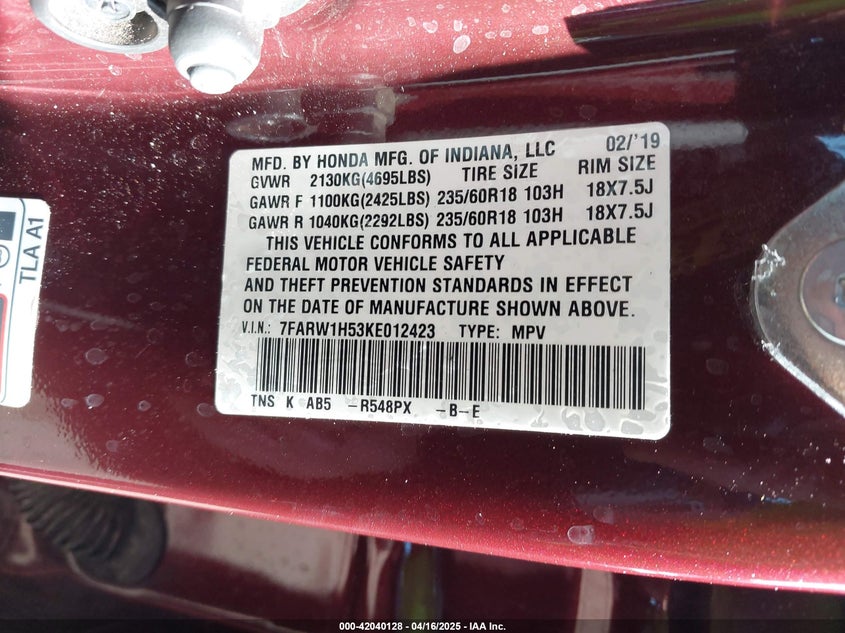 TLA A1
MFD. BY HONDA MFG. OF INDIANA, LLC 02/'19
GVWR 2130KG(4695LBS) TIRE SIZE RIM SIZE
GAWR F 1100KG(2425LBS) 235/60R18 103H 18X7.5J
GAWR R 1040KG(2292LBS) 235/60R18 103H 18X7.5J
THIS VEHICLE CONFORMS TO ALL APPLICABLE
FEDERAL MOTOR VEHICLE SAFETY
AND THEFT PREVENTION STANDARDS IN EFFECT
ON THE DATE OF MANUFACTURE SHOWN ABOVE.
V.I.N.: 7FARW1H53KE012423 TYPE: MPV
TNS K AB5 -R548PX -B-E
000-42040128 - 04/16/2025 - IAA Inc.